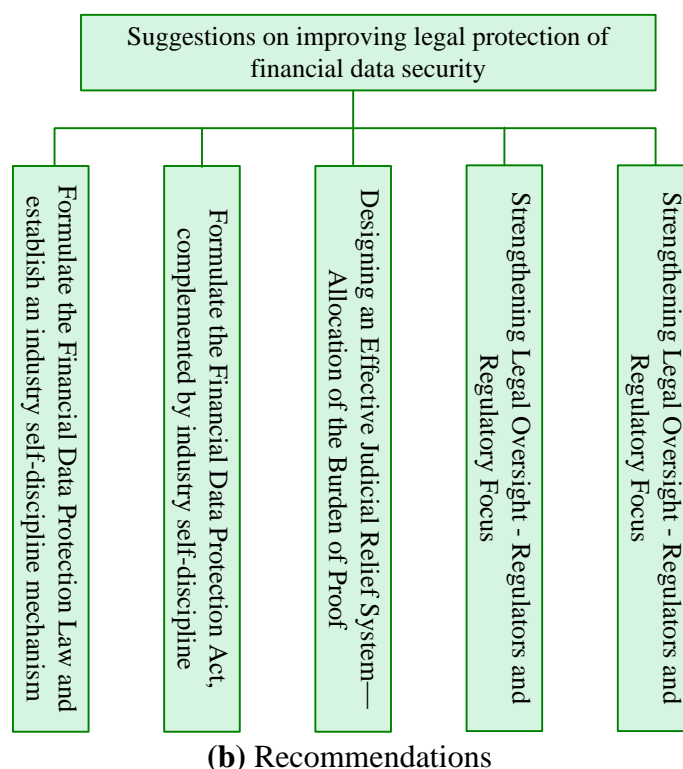 Suggestions on improving legal protection of
financial data security
Formulate the Financial Data Protection Law and
establish an industry self-discipline mechanism
Formulate the Financial Data Protection Act,
complemented by industry self-discipline
Designing an Effective Judicial Relief System—
Allocation of the Burden of Proof
Strengthening Legal Oversight - Regulators and
Regulatory Focus
Strengthening Legal Oversight - Regulators and
Regulatory Focus
(b) Recommendations